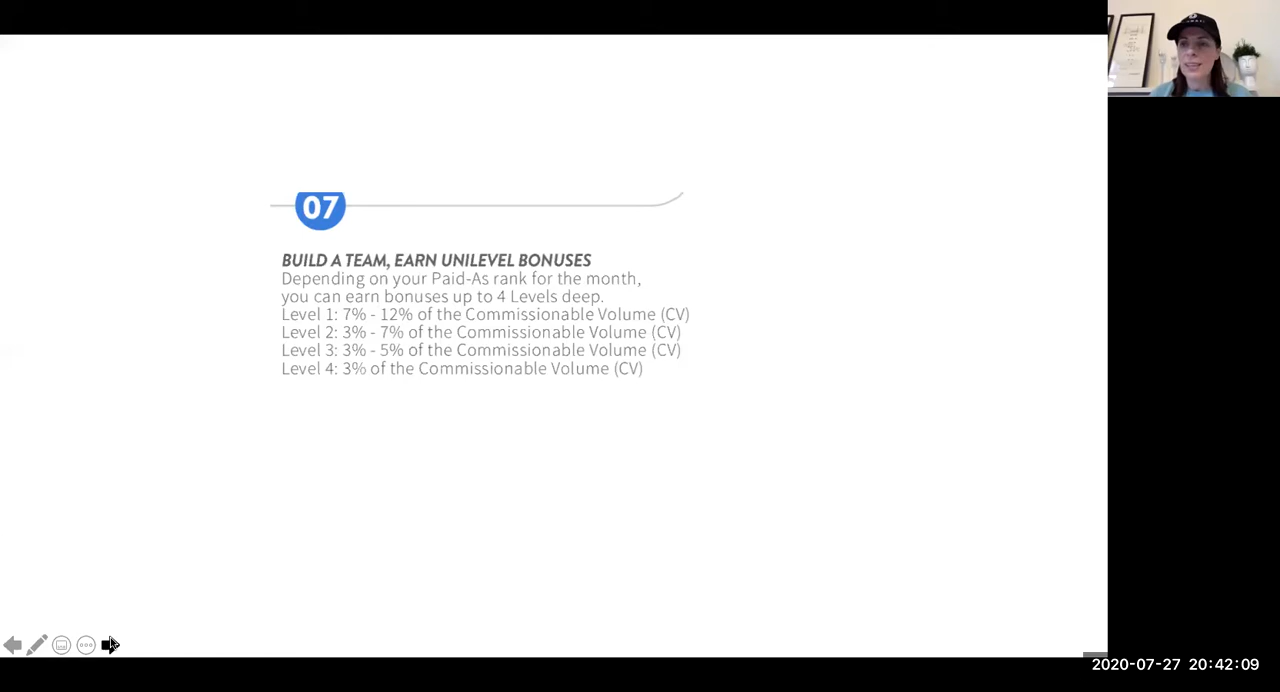 07
BUILD A TEAM, EARN UNILEVEL BONUSES
Depending on your Paid-As rank for the month,
you can earn bonuses up to 4 Levels deep.
Level 1: 7% - 12% of the Commissionable Volume (CV)
Level 2: 3% - 7% of the Commissionable Volume (CV)
Level 3: 3% - 5% of the Commissionable Volume (CV)
Level 4: 3% of the Commissionable Volume (CV)
2020-07-27 20:42:09